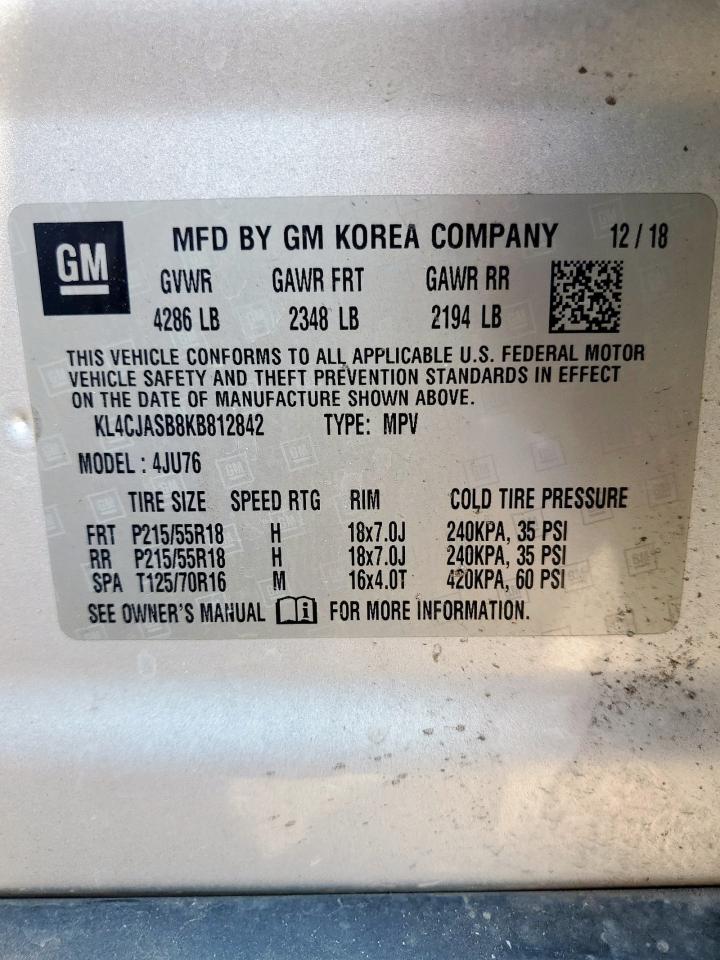 GM MFD BY GM KOREA COMPANY 12/18
GVWR GAWR FRT GAWR RR
4286 LB 2348 LB 2194 LB
THIS VEHICLE CONFORMS TO ALL APPLICABLE U.S. FEDERAL MOTOR
VEHICLE SAFETY AND THEFT PREVENTION STANDARDS IN EFFECT
ON THE DATE OF MANUFACTURE SHOWN ABOVE.
KL4CJASB8KB812842 TYPE: MPV
MODEL : 4JU76
TIRE SIZE SPEED RTG RIM COLD TIRE PRESSURE
FRT P215/55R18 H 18x7.0J 240KPA, 35 PSI
RR P215/55R18 H 18x7.0J 240KPA, 35 PSI
SPA T125/70R16 M 16x4.0T 420KPA, 60 PSI
SEE OWNER'S MANUAL i FOR MORE INFORMATION.